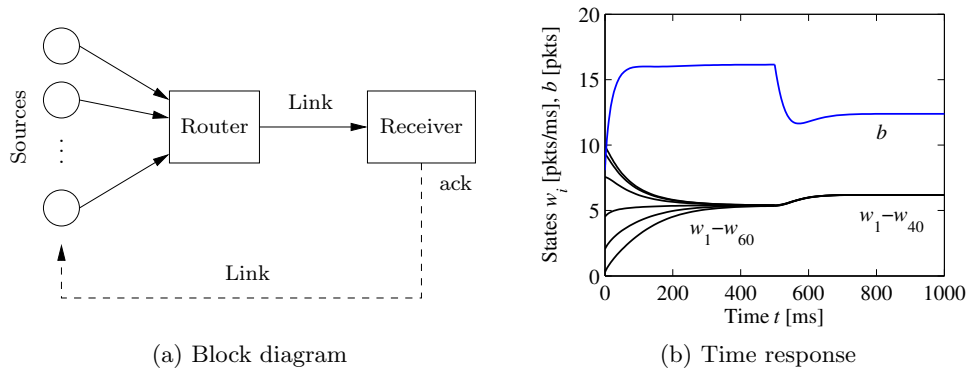 Sources
Router
Link
Receiver
ack
Link
(a) Block diagram
States w_i [pkts/ms], b [pkts]
20
15
10
5
0
b
w_1–w_60
w_1–w_40
0 200 400 600 800 1000
Time t [ms]
(b) Time response